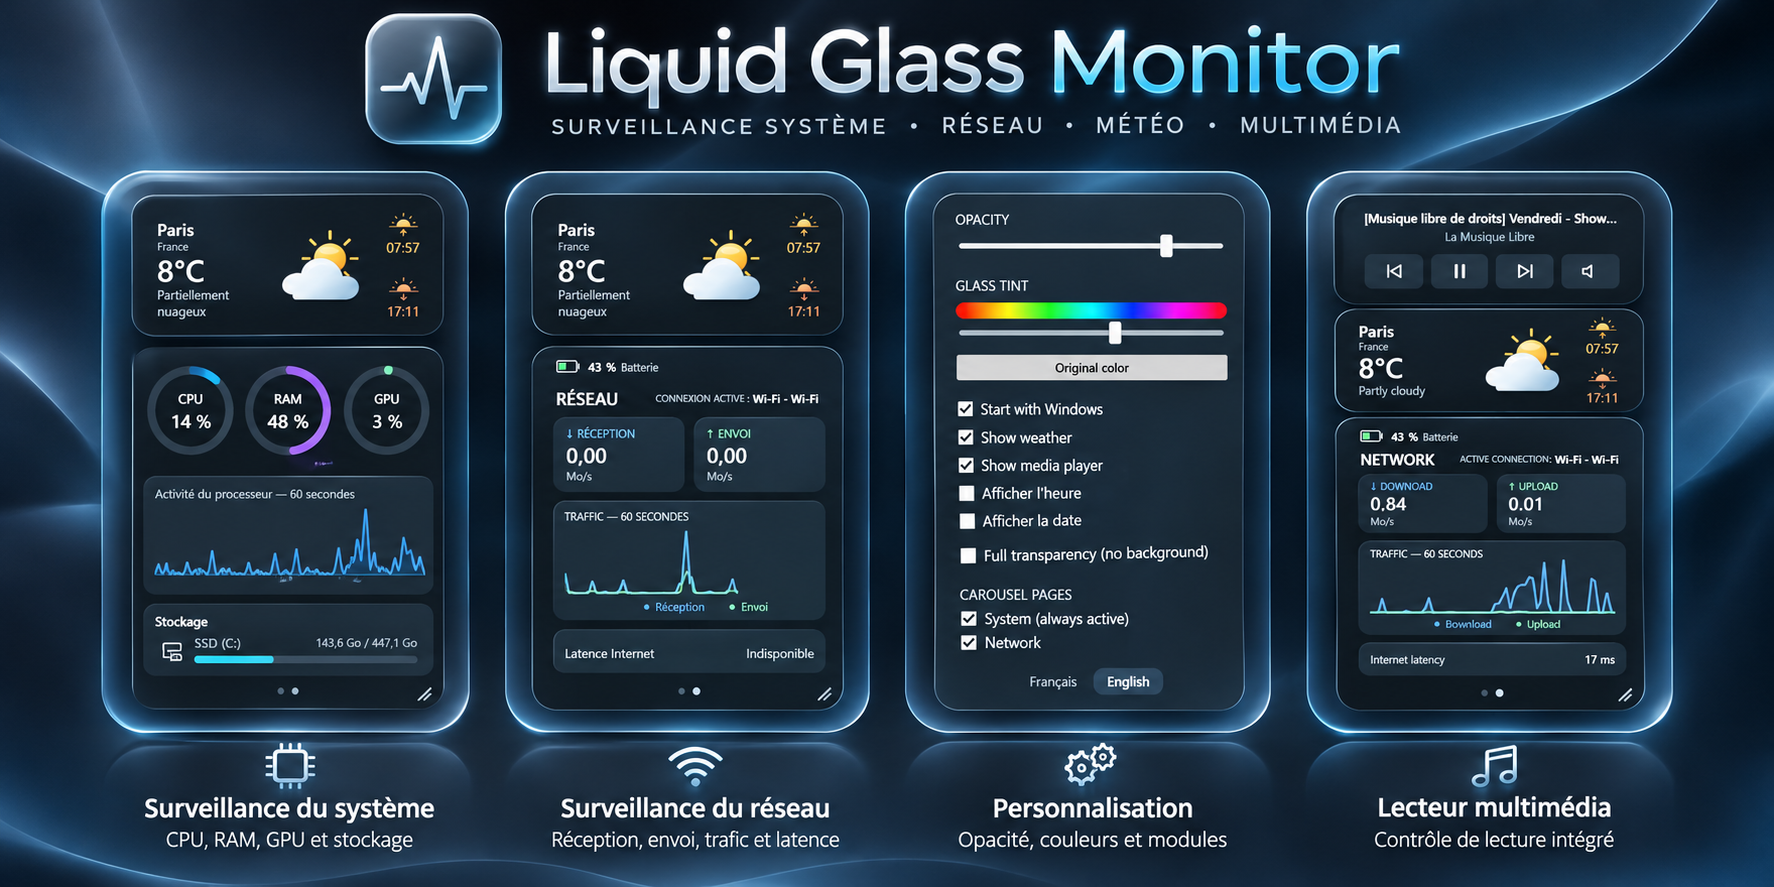 Liquid Glass Monitor
SURVEILLANCE SYSTÈME • RÉSEAU • MÉTÉO • MULTIMÉDIA
Paris
France
8°C
Partiellement
nuageux
07:57
17:11
CPU
14 %
RAM
48 %
GPU
3 %
Activité du processeur — 60 secondes
Stockage
SSD (C:)
143,6 Go / 447,1 Go
Surveillance du système
CPU, RAM, GPU et stockage
Paris
France
8°C
Partiellement
nuageux
07:57
17:11
43 % Batterie
RÉSEAU
CONNEXION ACTIVE : Wi-Fi - Wi-Fi
↓ RÉCEPTION
0,00
Mo/s
↑ ENVOI
0,00
Mo/s
TRAFFIC — 60 SECONDES
• Réception • Envoi
Latence Internet Indisponible
Surveillance du réseau
Réception, envoi, trafic et latence
OPACITY
GLASS TINT
Original color
Start with Windows
Show weather
Show media player
Afficher l'heure
Afficher la date
Full transparency (no background)
CAROUSEL PAGES
System (always active)
Network
Français English
Personnalisation
Opacité, couleurs et modules
[Musique libre de droits] Vendredi - Show...
La Musique Libre
Paris
France
8°C
Partly cloudy
07:57
17:11
43 % Batterie
NETWORK
ACTIVE CONNECTION: Wi-Fi - Wi-Fi
↓ DOWNOAD
0.84
Mo/s
↑ UPLOAD
0.01
Mo/s
TRAFFIC — 60 SECONDS
• Bownload • Upload
Internet latency 17 ms
Lecteur multimédia
Contrôle de lecture intégré